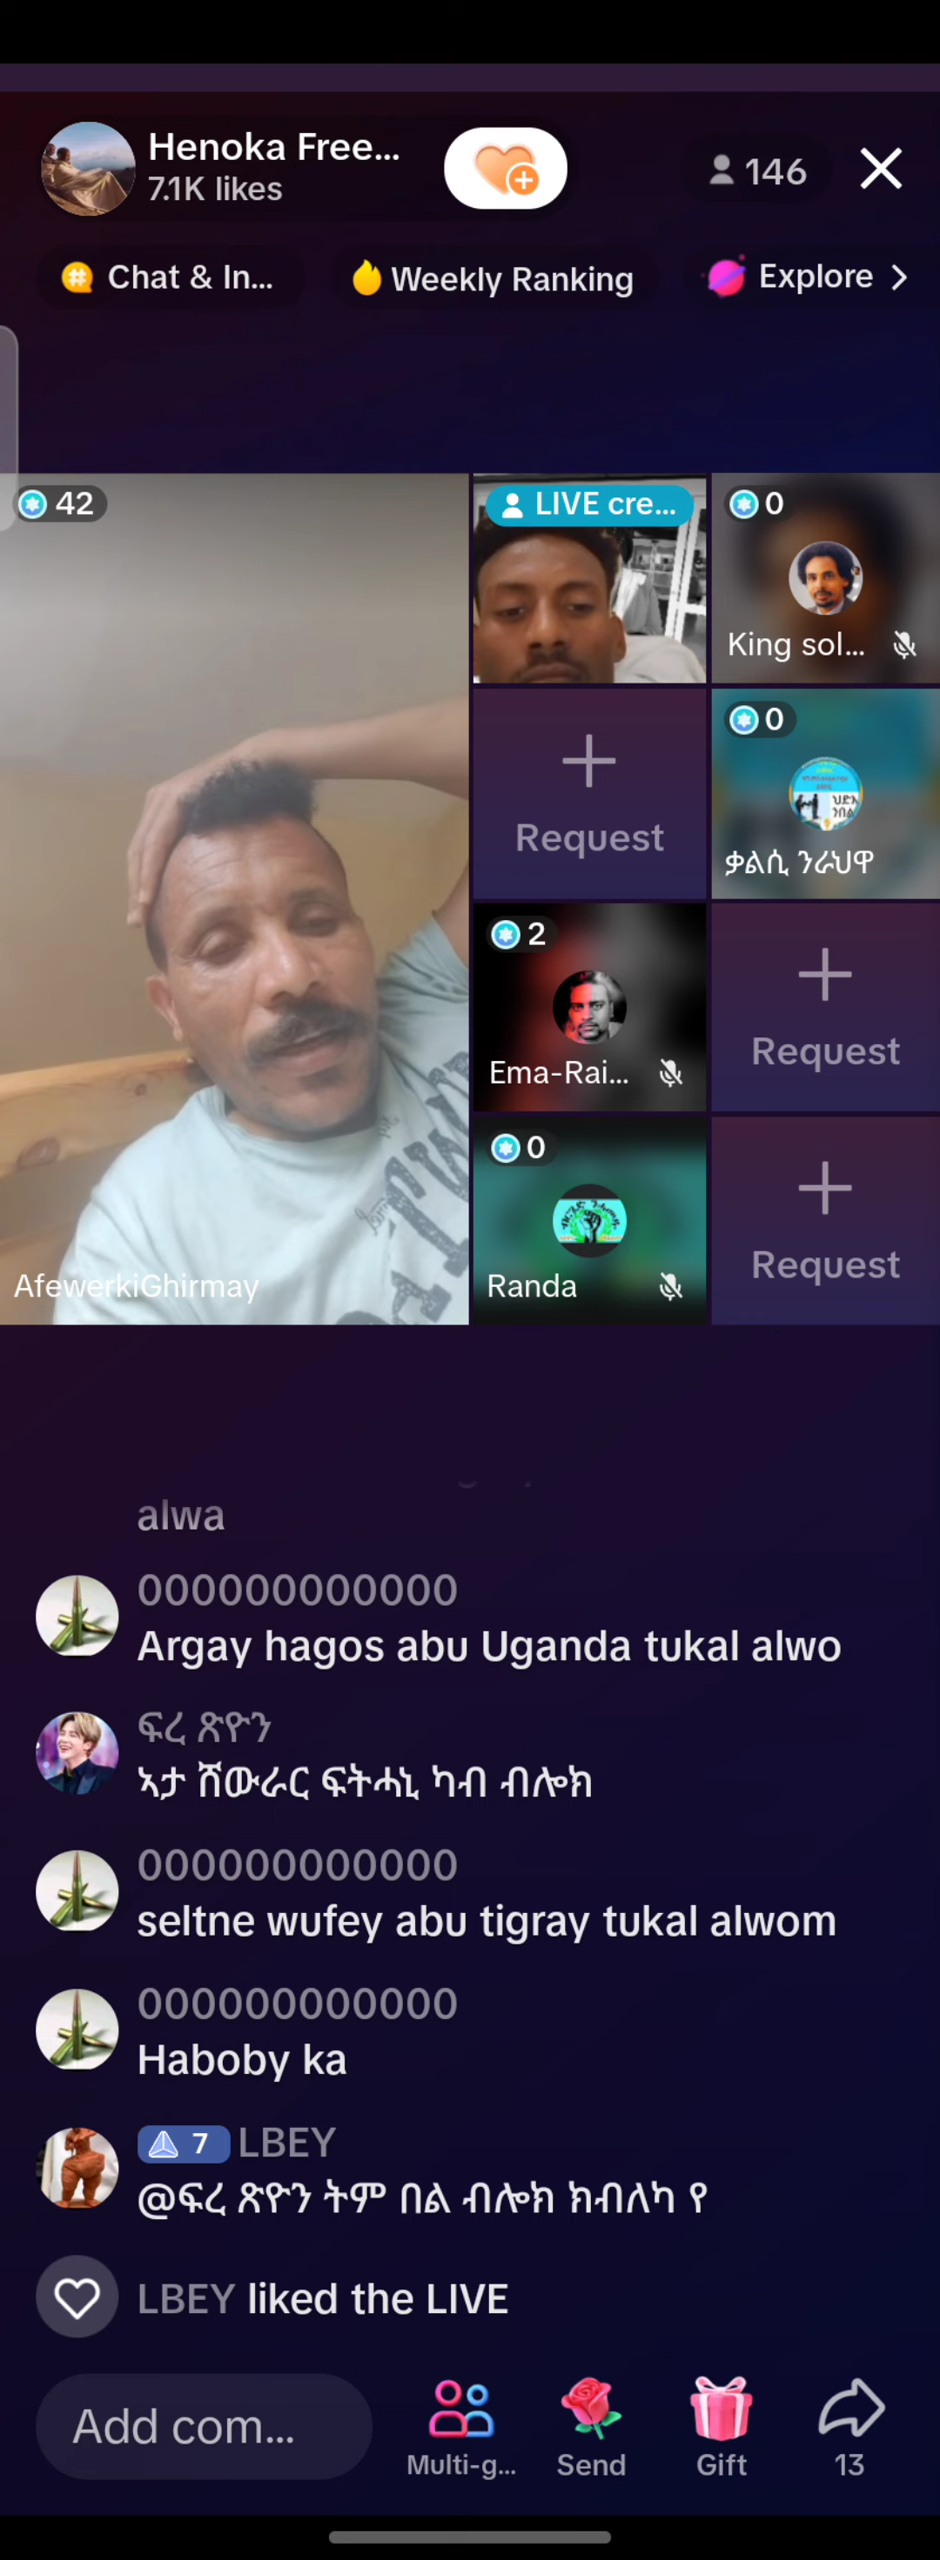 Henoka Free...
7.1K likes
146
Chat & In...
Weekly Ranking
Explore
42
LIVE cre...
0
King sol...
Request
0
ቃልሲ ንራህዋ
2
Ema-Rai...
Request
0
Randa
Request
AfewerkiGhirmay
alwa
000000000000
Argay hagos abu Uganda tukal alwo
ፍረ ጽዮን
ኣታ ሸውራር ፍትሓኒ ካብ ብሎክ
000000000000
seltne wufey abu tigray tukal alwom
000000000000
Haboby ka
7 LBEY
@ፍረ ጽዮን ትም በል ብሎክ ክብለካ የ
LBEY liked the LIVE
Add com...
Multi-g...
Send
Gift
13